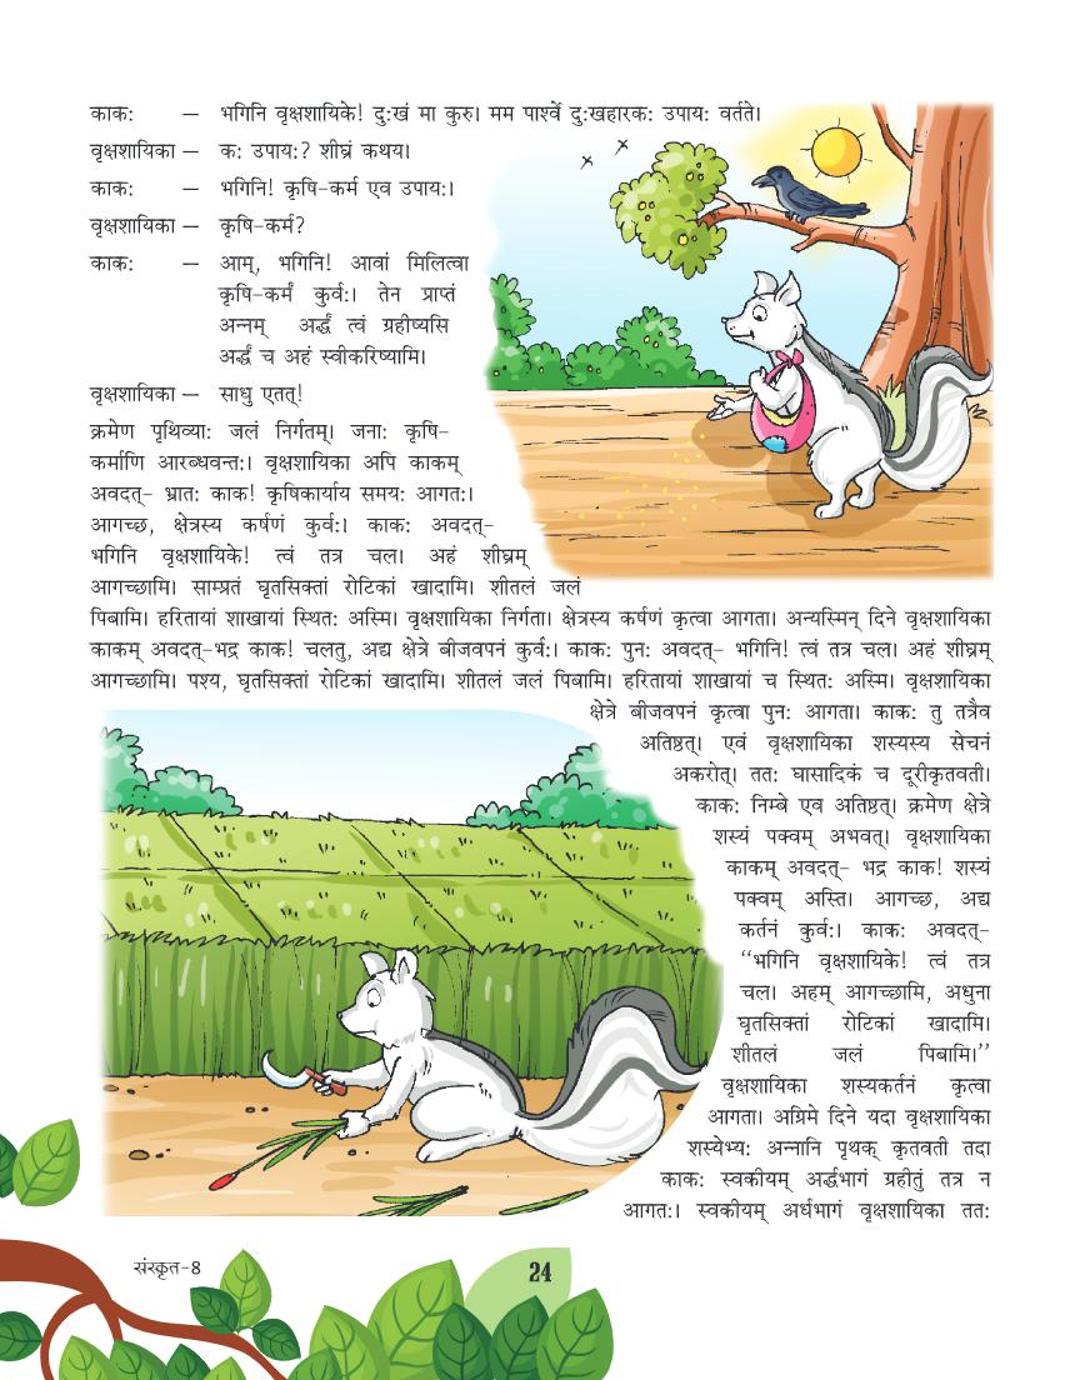 काक: – भगिनि वृक्षशायिके! दु:खं मा कुरु। मम पार्श्वे दु:खहारक: उपाय: वर्तते।
वृक्षशायिका – क: उपाय:? शीघ्रं कथय।
काक: – भगिनि! कृषि-कर्म एव उपाय:।
वृक्षशायिका – कृषि-कर्म?
काक: – आम्, भगिनि! आवां मिलित्वा
कृषि-कर्मं कुर्व:। तेन प्राप्तं
अन्नम् अर्द्धं त्वं ग्रहीष्यसि
अर्द्धं च अहं स्वीकरिष्यामि।
वृक्षशायिका – साधु एतत्!
क्रमेण पृथिव्या: जलं निर्गतम्। जना: कृषि-
कर्माणि आरब्धवन्त:। वृक्षशायिका अपि काकम्
अवदत्- भ्रात: काक! कृषिकार्याय समय: आगत:।
आगच्छ, क्षेत्रस्य कर्षणं कुर्व:। काक: अवदत्-
भगिनि वृक्षशायिके! त्वं तत्र चल। अहं शीघ्रम्
आगच्छामि। साम्प्रतं घृतसिक्तां रोटिकां खादामि। शीतलं जलं
पिबामि। हरितायां शाखायां स्थित: अस्मि। वृक्षशायिका निर्गता। क्षेत्रस्य कर्षणं कृत्वा आगता। अन्यस्मिन् दिने वृक्षशायिका
काकम् अवदत्-भद्र काक! चलतु, अद्य क्षेत्रे बीजवपनं कुर्व:। काक: पुन: अवदत्- भगिनि! त्वं तत्र चल। अहं शीघ्रम्
आगच्छामि। पश्य, घृतसिक्तां रोटिकां खादामि। शीतलं जलं पिबामि। हरितायां शाखायां च स्थित: अस्मि। वृक्षशायिका
क्षेत्रे बीजवपनं कृत्वा पुन: आगता। काक: तु तत्रैव
अतिष्ठत्। एवं वृक्षशायिका शस्यस्य सेचनं
अकरोत्। तत: घासादिकं च दूरीकृतवती।
काक: निम्बे एव अतिष्ठत्। क्रमेण क्षेत्रे
शस्यं पक्वम् अभवत्। वृक्षशायिका
काकम् अवदत्- भद्र काक! शस्यं
पक्वम् अस्ति। आगच्छ, अद्य
कर्तनं कुर्व:। काक: अवदत्-
“भगिनि वृक्षशायिके! त्वं तत्र
चल। अहम् आगच्छामि, अधुना
घृतसिक्तां रोटिकां खादामि।
शीतलं जलं पिबामि।”
वृक्षशायिका शस्यकर्तनं कृत्वा
आगता। अग्रिमे दिने यदा वृक्षशायिका
शस्येभ्य: अन्नानि पृथक् कृतवती तदा
काक: स्वकीयम् अर्द्धभागं ग्रहीतुं तत्र न
आगत:। स्वकीयम् अर्धभागं वृक्षशायिका तत:
संस्कृत-8
24